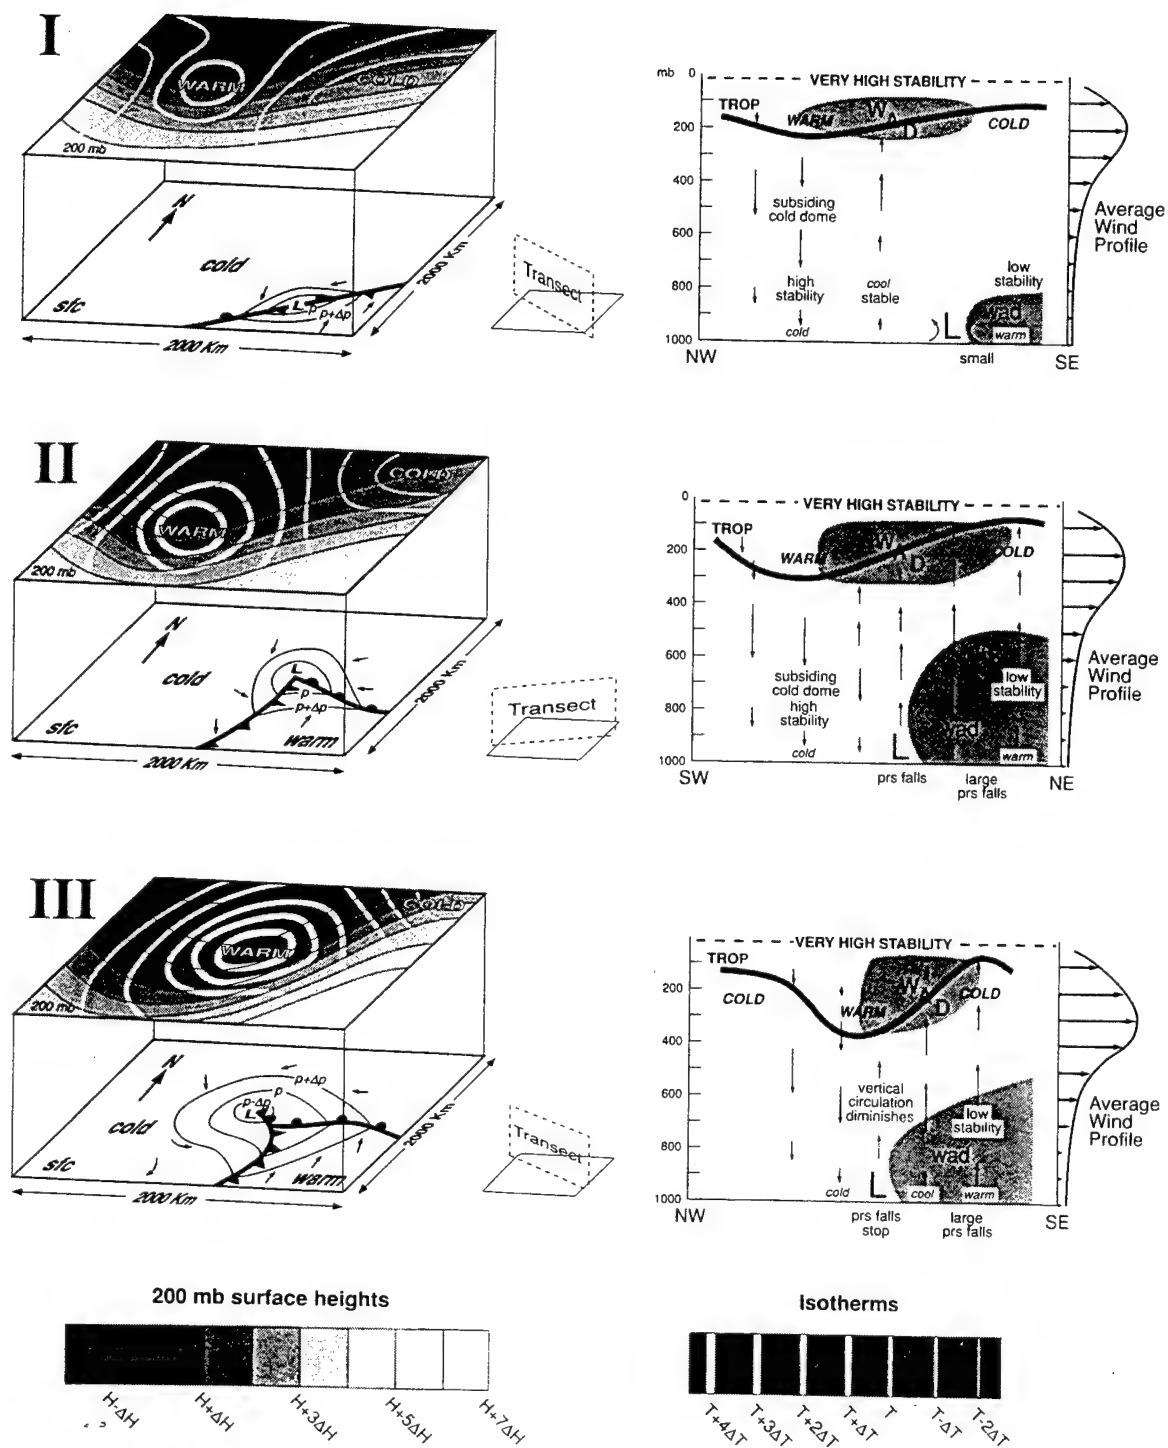 I
WARM
COLD
200 mb
N
cold
L
p
p+Δp
sfc
2000 Km
2000 Km
Transect
mb 0
200
400
600
800
1000
VERY HIGH STABILITY
TROP
WARM
WAD
COLD
subsiding
cold dome
high
stability
cool
stable
low
stability
wad
warm
cold
L
small
NW
SE
Average
Wind
Profile
II
WARM
COLD
200 mb
N
cold
L
p
p+Δp
sfc
warm
2000 Km
2000 Km
Transect
0
200
400
600
800
1000
VERY HIGH STABILITY
TROP
WARM
WAD
COLD
subsiding
cold dome
high
stability
low
stability
wad
warm
cold
L
prs falls
large
prs falls
SW
NE
Average
Wind
Profile
III
WARM
COLD
200 mb
N
cold
p+Δp
p
p-Δp
L
sfc
warm
2000 Km
2000 Km
Transect
0
200
400
600
800
1000
VERY HIGH STABILITY
TROP
COLD
WARM
WAD
COLD
vertical
circulation
diminishes
low
stability
wad
cold
L
cool
warm
prs falls
stop
large
prs falls
NW
SE
Average
Wind
Profile
200 mb surface heights
H-ΔH
H+ΔH
H+3ΔH
H+5ΔH
H+7ΔH
Isotherms
T+4ΔT
T+3ΔT
T+2ΔT
T+ΔT
T
T-ΔT
T-2ΔT